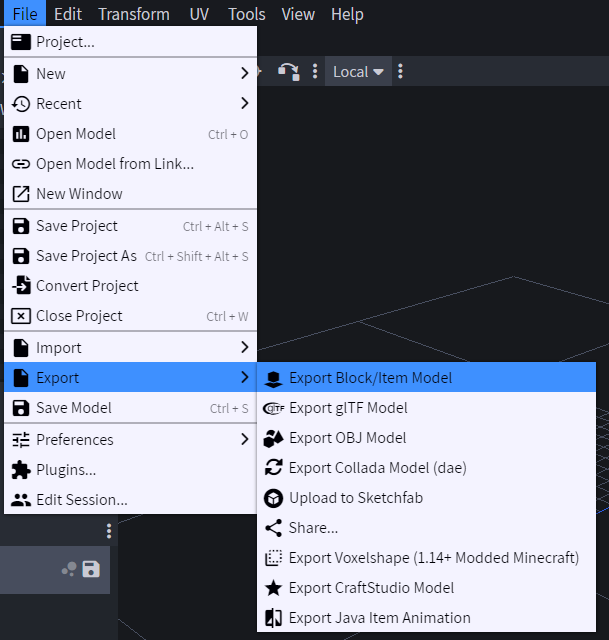 File Edit Transform UV Tools View Help
Project...
New
Local
Recent
Open Model Ctrl + O
Open Model from Link...
New Window
Save Project Ctrl + Alt + S
Save Project As Ctrl + Shift + Alt + S
Convert Project
Close Project Ctrl + W
Import
Export
Save Model Ctrl + S
Preferences
Plugins...
Edit Session...
Export Block/Item Model
glTF
Export glTF Model
Export OBJ Model
Export Collada Model (dae)
Upload to Sketchfab
Share...
Export Voxelshape (1.14+ Modded Minecraft)
Export CraftStudio Model
Export Java Item Animation